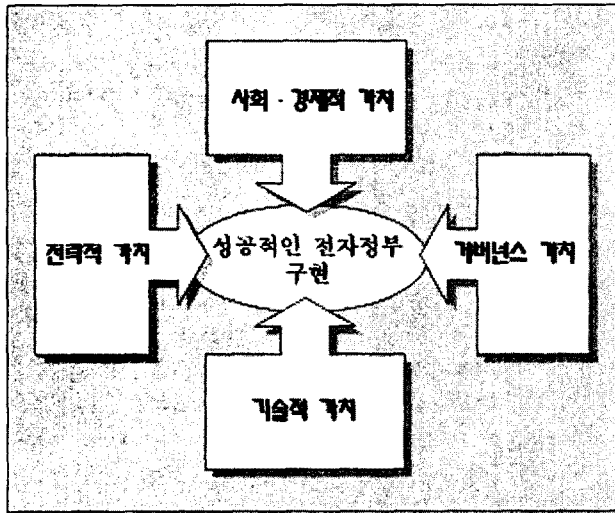 사회 · 경제적 가치
전략적 가치
성공적인 전자정부
구현
거버넌스 가치
기술적 가치